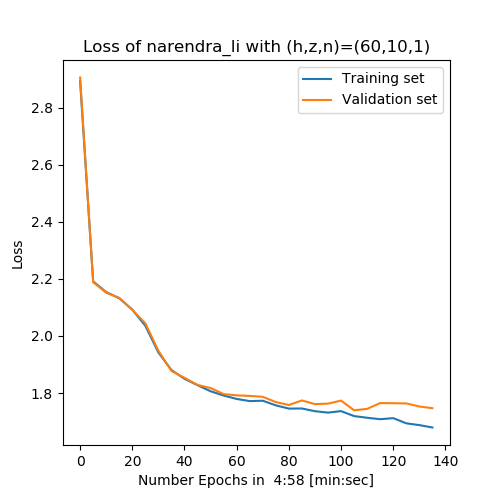 Loss of narendra_li with (h,z,n)=(60,10,1)
Training set
Validation set
Loss
2.8
2.6
2.4
2.2
2.0
1.8
0 20 40 60 80 100 120 140
Number Epochs in  4:58 [min:sec]